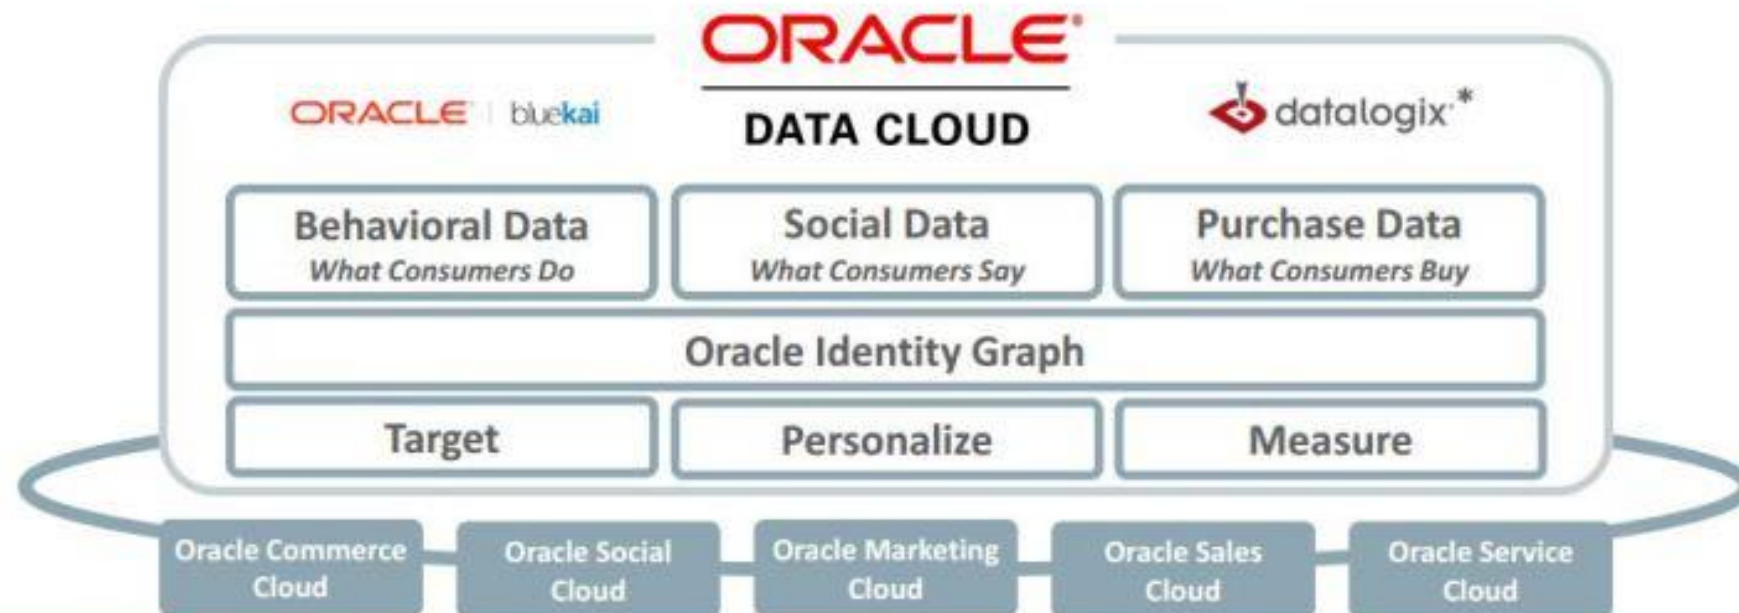 ORACLE®
ORACLE | bluekai
DATA CLOUD
datalogix*
Behavioral Data
What Consumers Do
Social Data
What Consumers Say
Purchase Data
What Consumers Buy
Oracle Identity Graph
Target
Personalize
Measure
Oracle Commerce
Cloud
Oracle Social
Cloud
Oracle Marketing
Cloud
Oracle Sales
Cloud
Oracle Service
Cloud